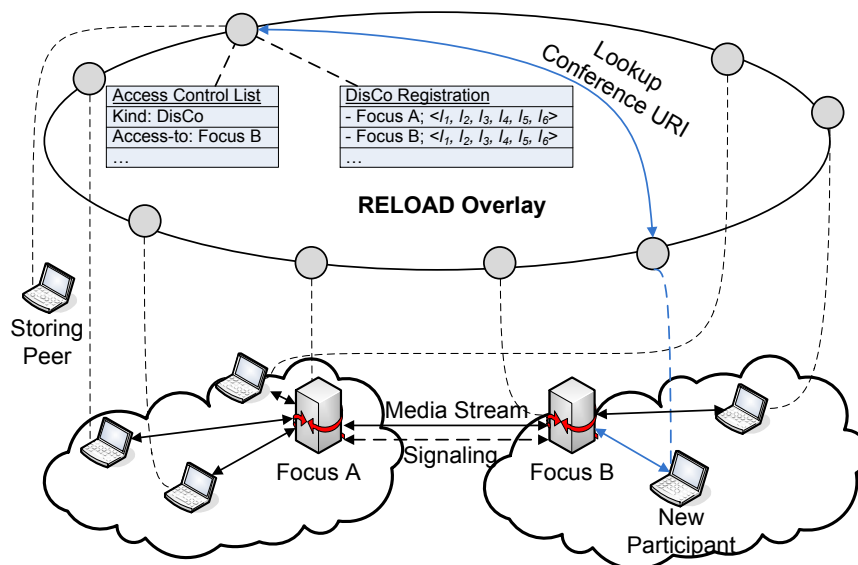 Lookup
Conference URI
Access Control List
Kind: DisCo
Access-to: Focus B
…
DisCo Registration
- Focus A; <l₁, l₂, l₃, l₄, l₅, l₆>
- Focus B; <l₁, l₂, l₃, l₄, l₅, l₆>
…
RELOAD Overlay
Storing
Peer
Media Stream
Signaling
Focus A
Focus B
New
Participant